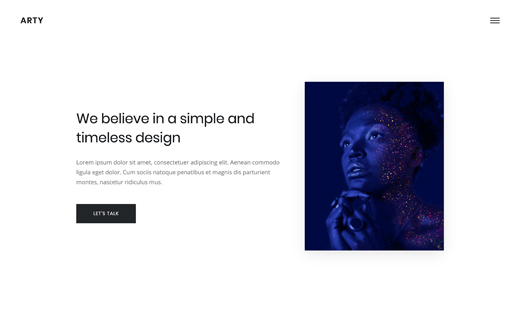 ARTY
We believe in a simple and
timeless design
Lorem ipsum dolor sit amet, consectetuer adipiscing elit. Aenean commodo
ligula eget dolor. Cum sociis natoque penatibus et magnis dis parturient
montes, nascetur ridiculus mus.
LET'S TALK